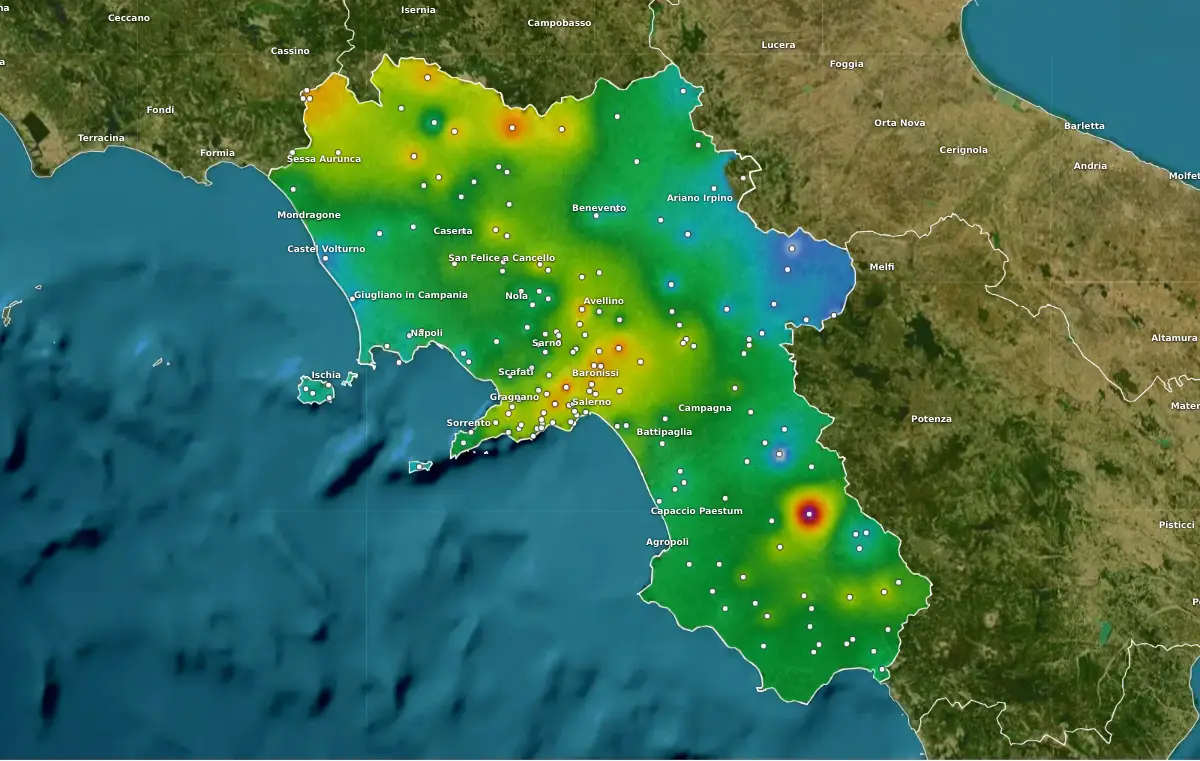 Isernia
Ceccano
Campobasso
Lucera
Cassino
Foggia
Fondi
Orta Nova
Barletta
Terracina
Formia
Cerignola
Sessa Aurunca
Andria
Molfet
Ariano Irpino
Benevento
Mondragone
Caserta
Castel Volturno
San Felice a Cancello
Melfi
Giugliano in Campania
Nola
Avellino
Napoli
Altamura
Sarno
Ischia
Scafati
Baronissi
Gragnano
Salerno
Campagna
Mater
Sorrento
Battipaglia
Potenza
Capaccio Paestum
Pisticci
Agropoli